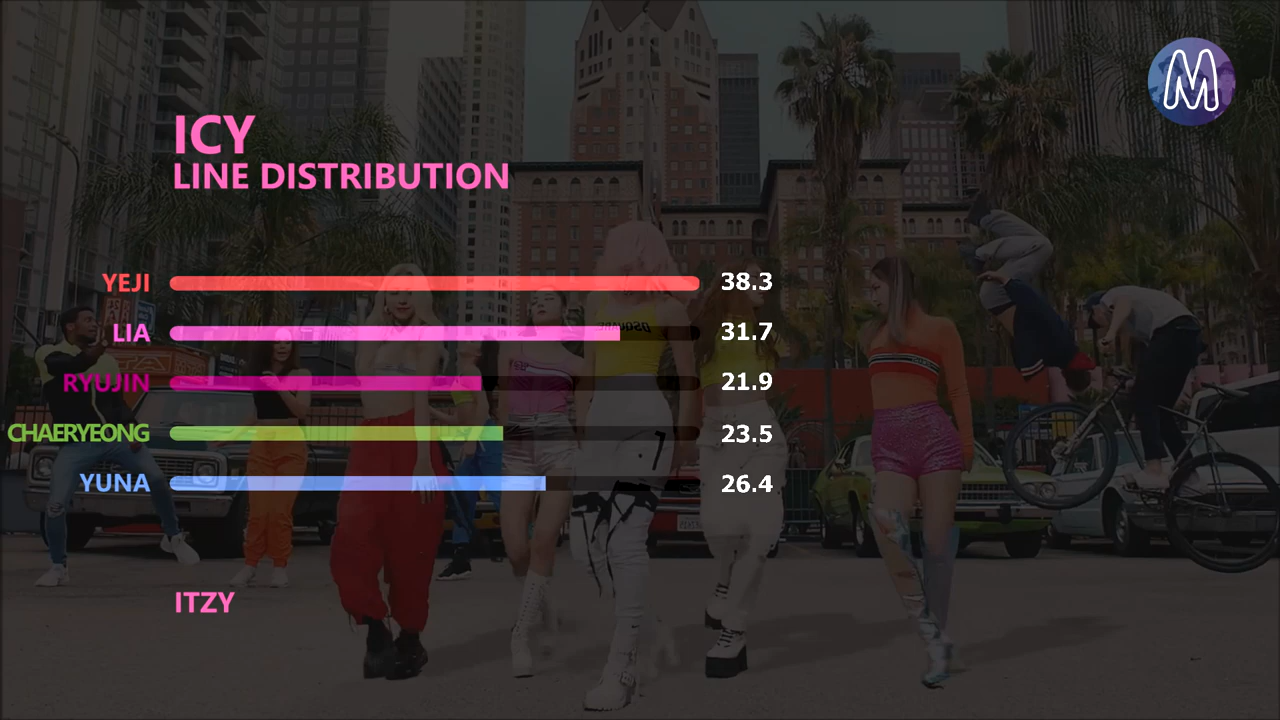 ICY
LINE DISTRIBUTION
YEJI 38.3
LIA 31.7
RYUJIN 21.9
CHAERYEONG 23.5
YUNA 26.4
ITZY
M